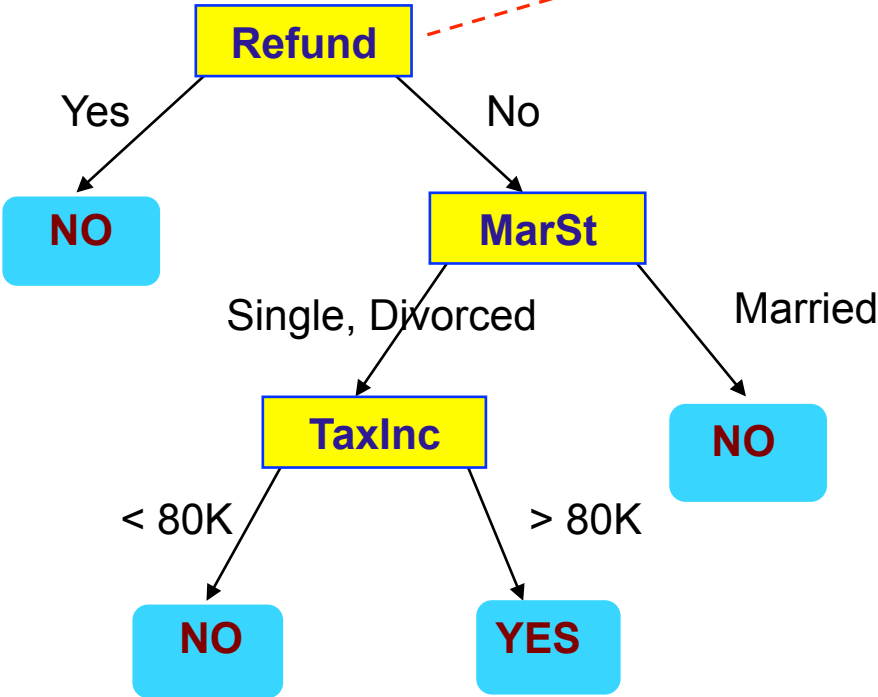 Refund
Yes
No
NO
MarSt
Single, Divorced
Married
TaxInc
NO
< 80K
> 80K
NO
YES